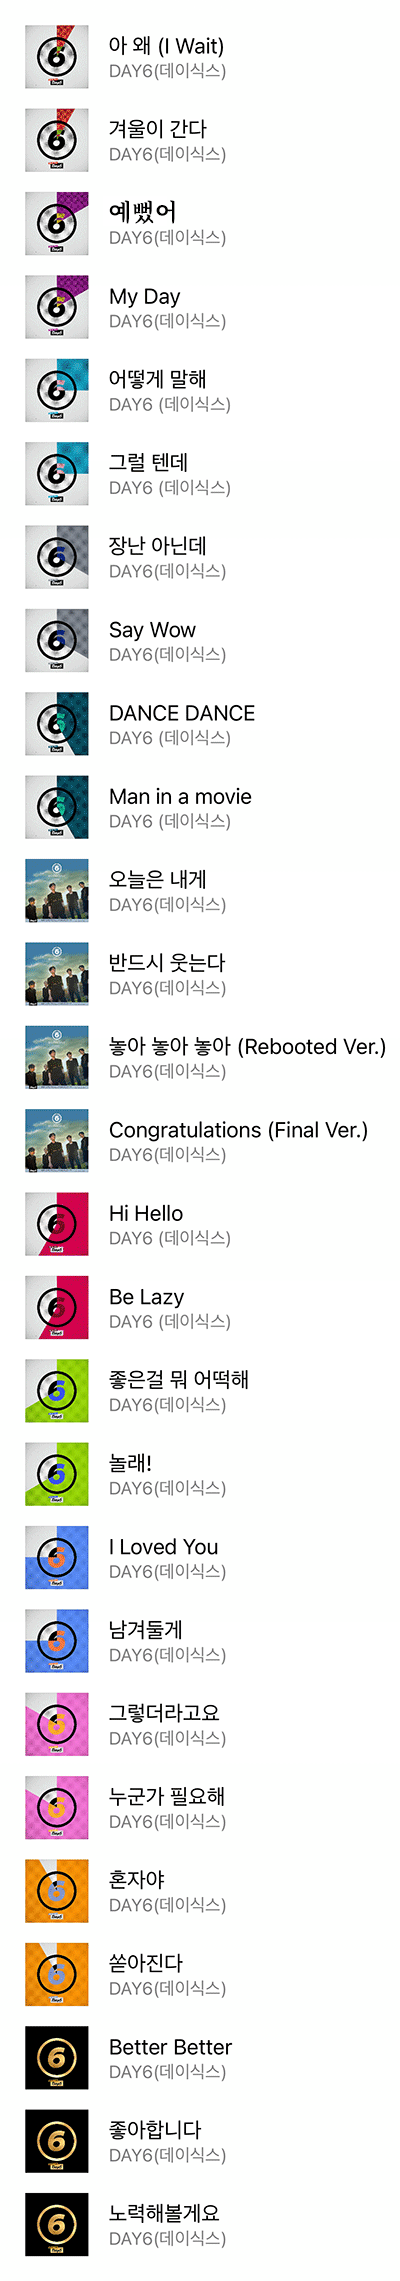 아 왜 (I Wait)
DAY6(데이식스)
겨울이 간다
DAY6(데이식스)
예뻤어
DAY6(데이식스)
My Day
DAY6(데이식스)
어떻게 말해
DAY6 (데이식스)
그럴 텐데
DAY6 (데이식스)
장난 아닌데
DAY6(데이식스)
Say Wow
DAY6(데이식스)
DANCE DANCE
DAY6 (데이식스)
Man in a movie
DAY6 (데이식스)
오늘은 내게
DAY6(데이식스)
반드시 웃는다
DAY6(데이식스)
놓아 놓아 놓아 (Rebooted Ver.)
DAY6(데이식스)
Congratulations (Final Ver.)
DAY6(데이식스)
Hi Hello
DAY6 (데이식스)
Be Lazy
DAY6 (데이식스)
좋은걸 뭐 어떡해
DAY6(데이식스)
놀래!
DAY6(데이식스)
I Loved You
DAY6(데이식스)
남겨둘게
DAY6(데이식스)
그렇더라고요
DAY6(데이식스)
누군가 필요해
DAY6(데이식스)
혼자야
DAY6(데이식스)
쏟아진다
DAY6(데이식스)
Better Better
DAY6(데이식스)
좋아합니다
DAY6(데이식스)
노력해볼게요
DAY6(데이식스)